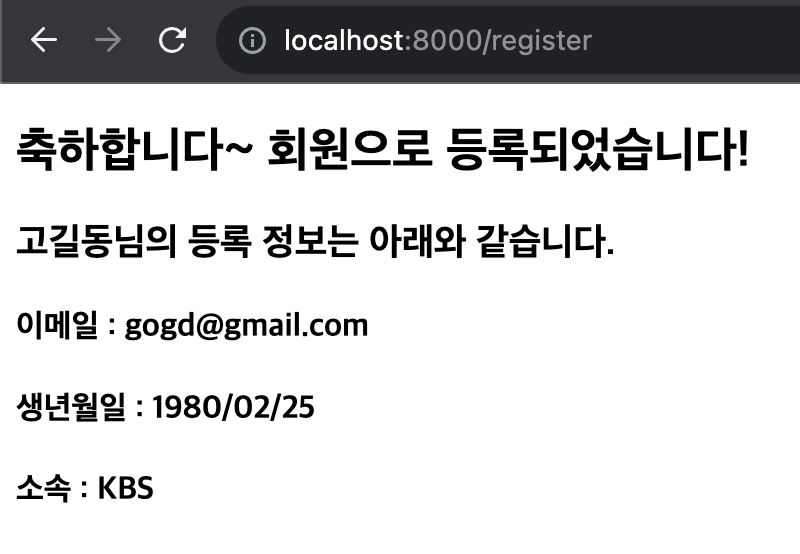 localhost:8000/register
축하합니다~ 회원으로 등록되었습니다!
고길동님의 등록 정보는 아래와 같습니다.
이메일 : gogd@gmail.com
생년월일 : 1980/02/25
소속 : KBS